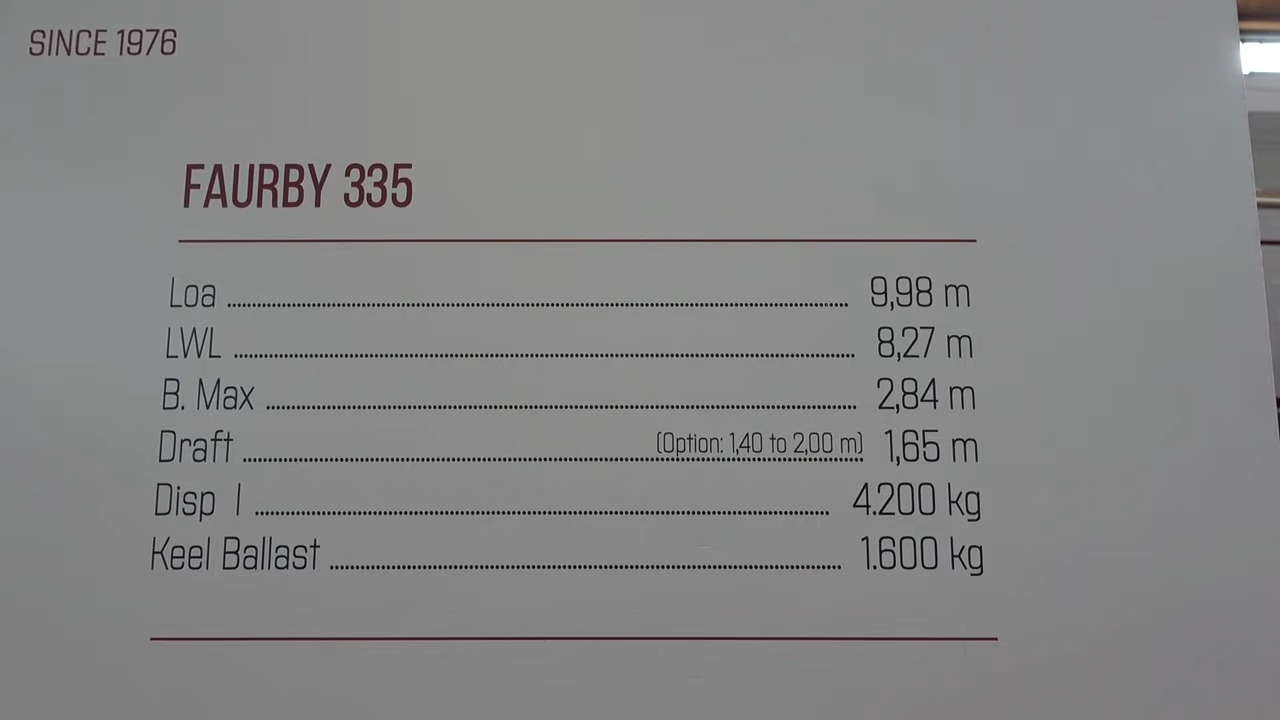 SINCE 1976
FAURBY 335
Loa ........................ 9,98 m
LWL ........................ 8,27 m
B. Max ........................ 2,84 m
Draft ........................ (Option: 1,40 to 2,00 m) 1,65 m
Disp l ........................ 4.200 kg
Keel Ballast ........................ 1.600 kg